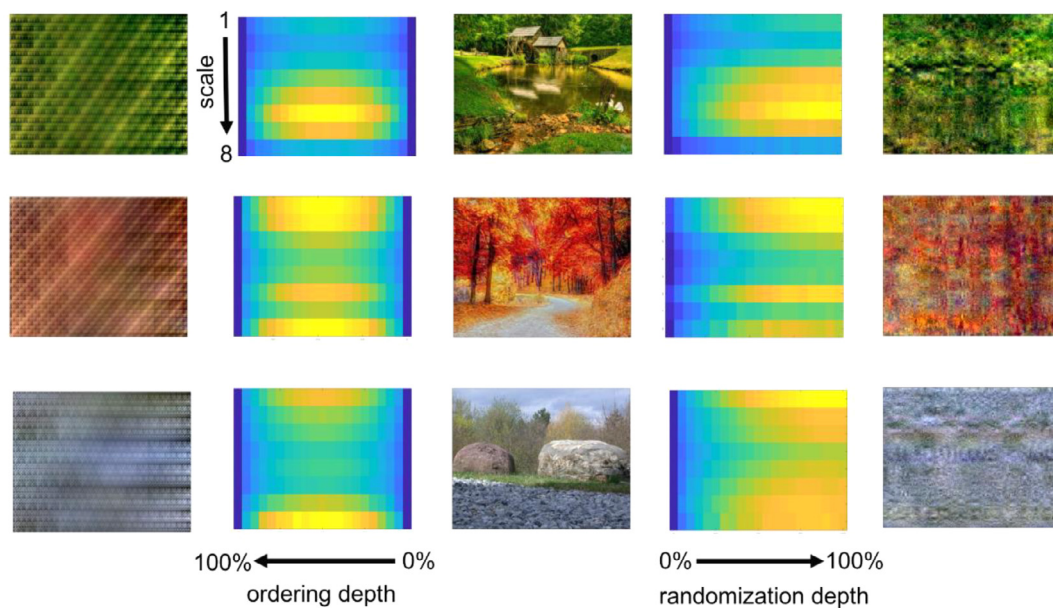 1
scale
8
100% 0%
ordering depth
0% 100%
randomization depth